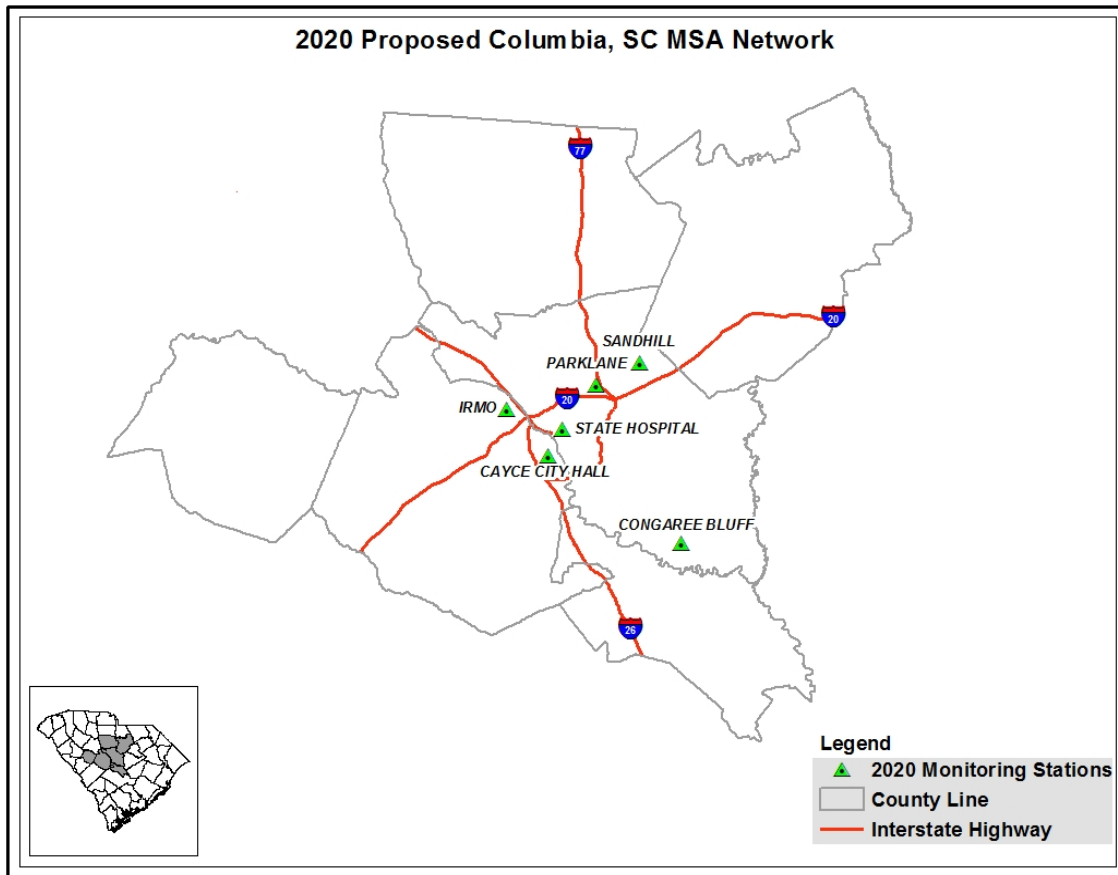 2020 Proposed Columbia, SC MSA Network
77
20
SANDHILL
PARKLANE
20
IRMO
STATE HOSPITAL
CAYCE CITY HALL
CONGAREE BLUFF
26
Legend
2020 Monitoring Stations
County Line
Interstate Highway